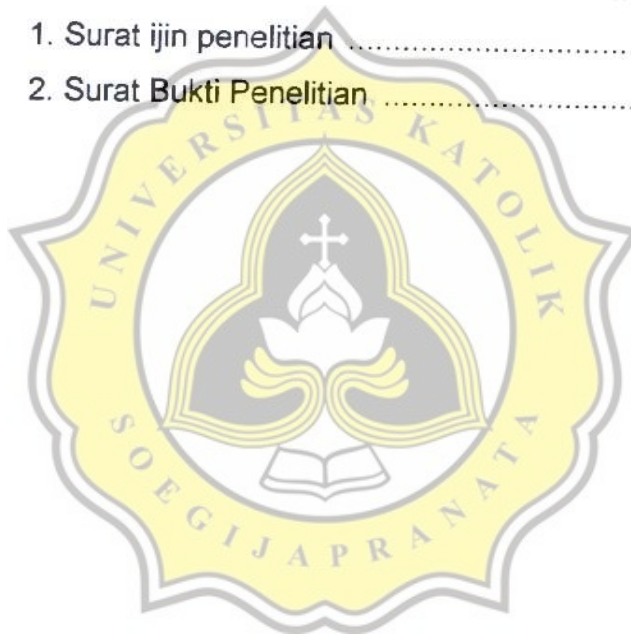 1. Surat ijin penelitian ................................
2. Surat Bukti Penelitian ............................
UNIVERSITAS KATOLIK
SOEGIJAPRANATA